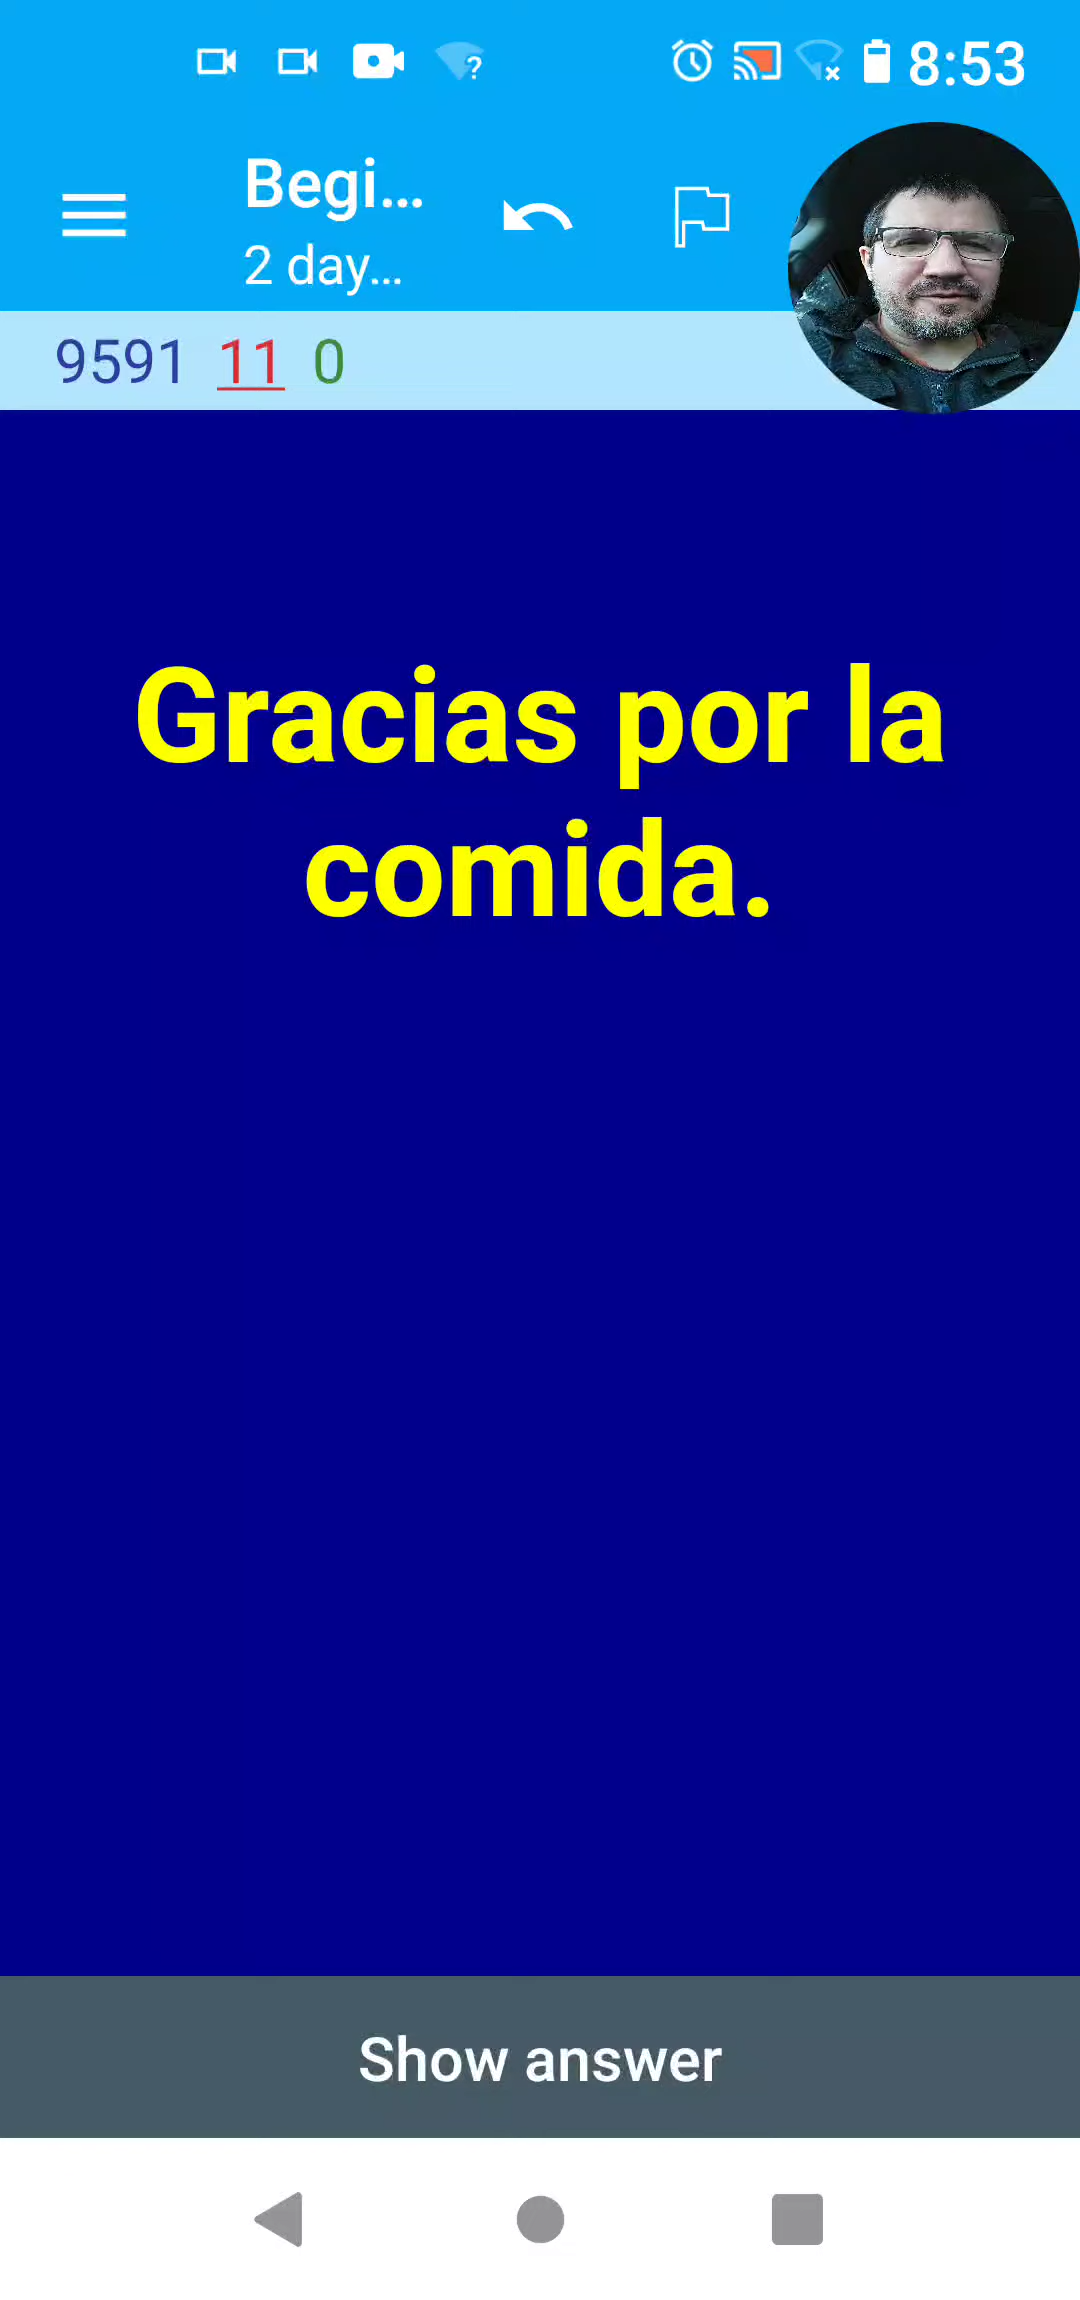 8:53
Begi...
2 day...
9591 11 0
Gracias por la
comida.
Show answer